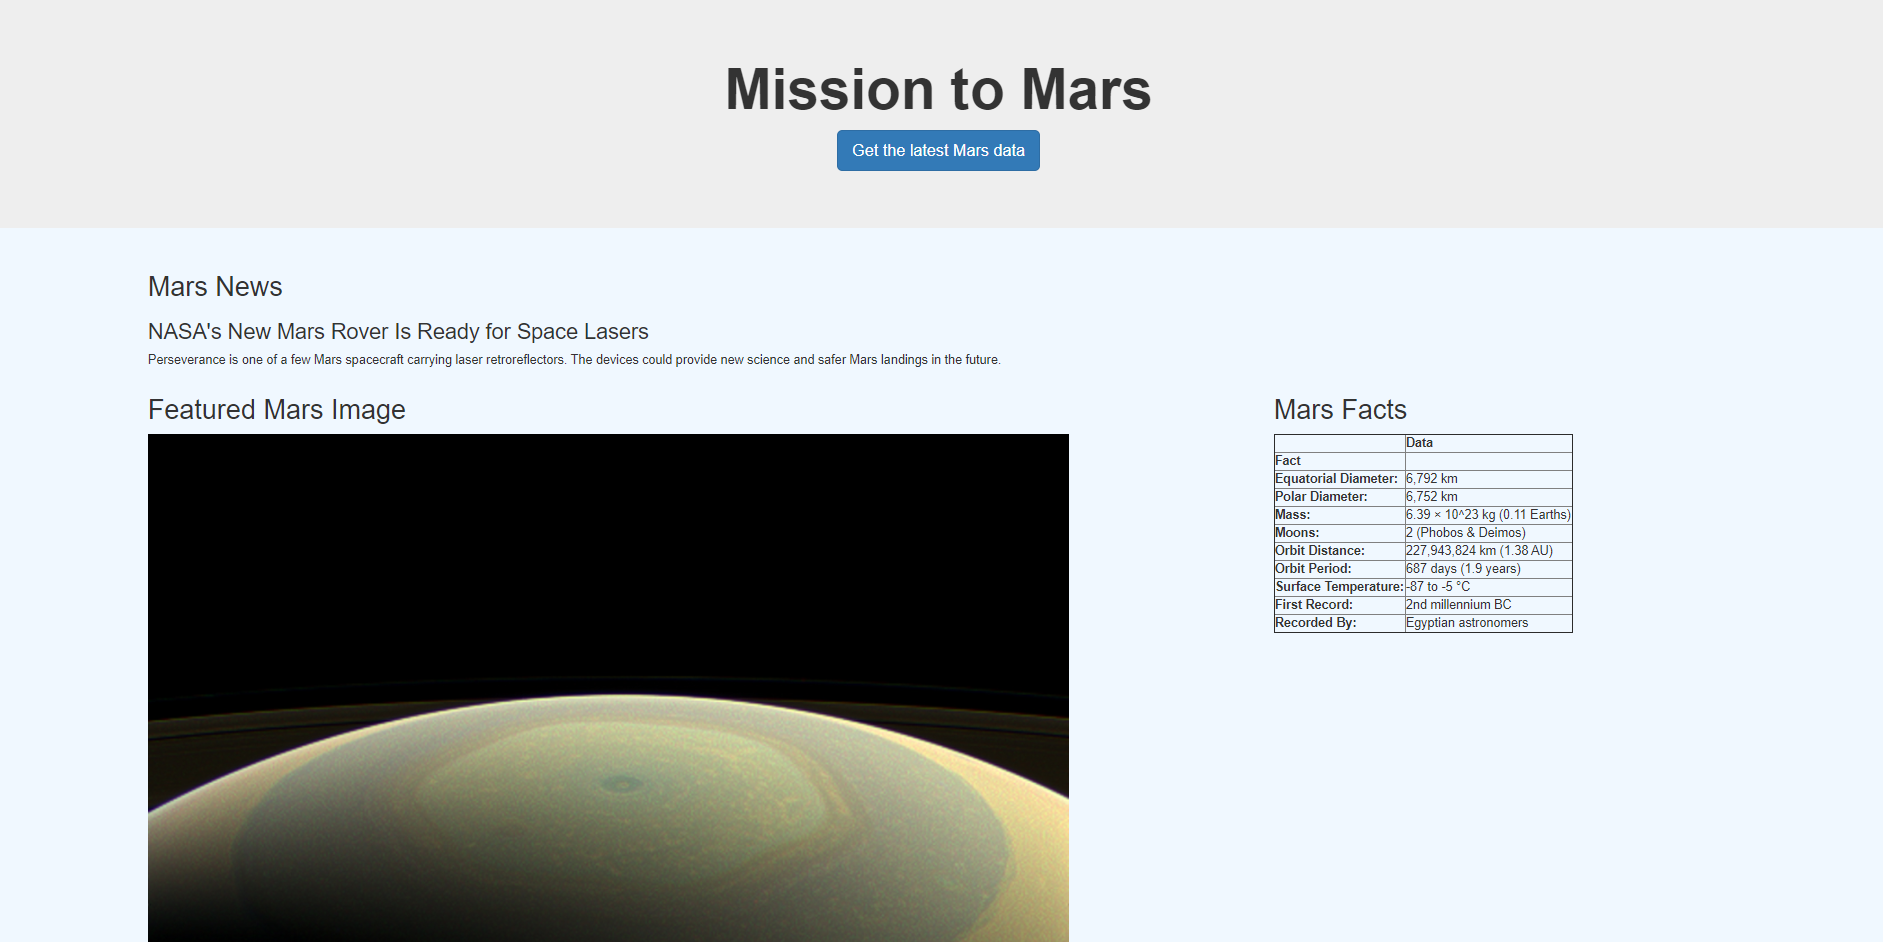 Mission to Mars
Get the latest Mars data
Mars News
NASA's New Mars Rover Is Ready for Space Lasers
Perseverance is one of a few Mars spacecraft carrying laser retroreflectors. The devices could provide new science and safer Mars landings in the future.
Featured Mars Image
Mars Facts
Data
Fact
Equatorial Diameter: 6,792 km
Polar Diameter: 6,752 km
Mass: 6.39 × 10^23 kg (0.11 Earths)
Moons: 2 (Phobos & Deimos)
Orbit Distance: 227,943,824 km (1.38 AU)
Orbit Period: 687 days (1.9 years)
Surface Temperature: -87 to -5 °C
First Record: 2nd millennium BC
Recorded By: Egyptian astronomers